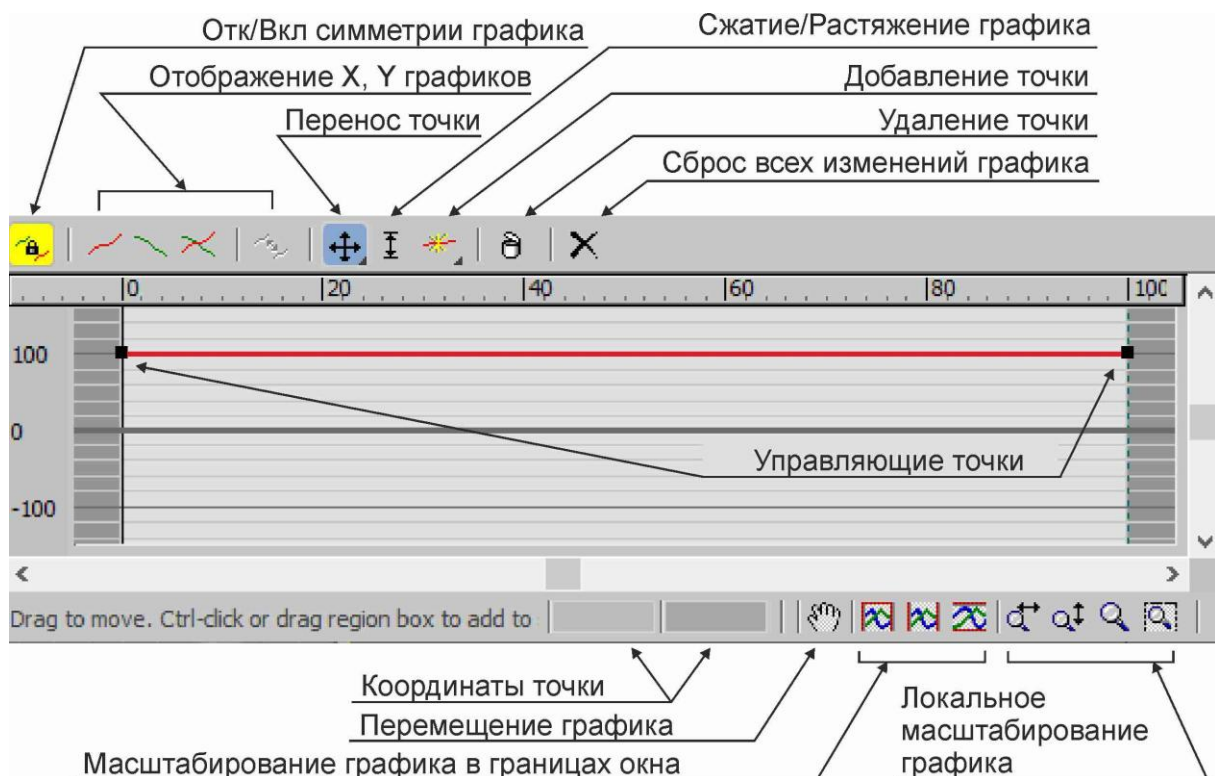 Отк/Вкл симметрии графика
Сжатие/Растяжение графика
Отображение X, Y графиков
Добавление точки
Перенос точки
Удаление точки
Сброс всех изменений графика
0 20 40 60 80 100
100
0
Управляющие точки
-100
Drag to move. Ctrl-click or drag region box to add to
Координаты точки
Перемещение графика
Масштабирование графика в границах окна
Локальное
масштабирование
графика